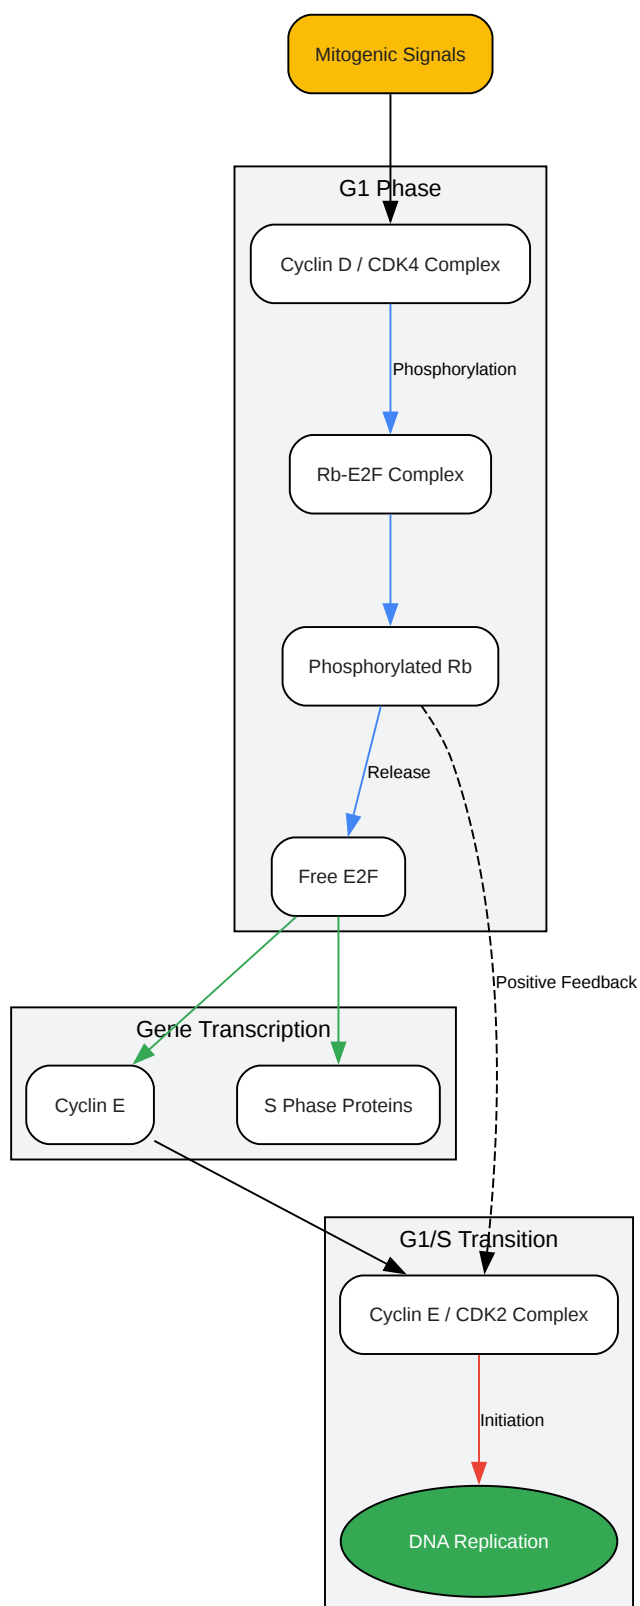 Mitogenic Signals
G1 Phase
Cyclin D / CDK4 Complex
Phosphorylation
Rb-E2F Complex
Phosphorylated Rb
Release
Free E2F
Positive Feedback
Gene Transcription
Cyclin E
S Phase Proteins
G1/S Transition
Cyclin E / CDK2 Complex
Initiation
DNA Replication